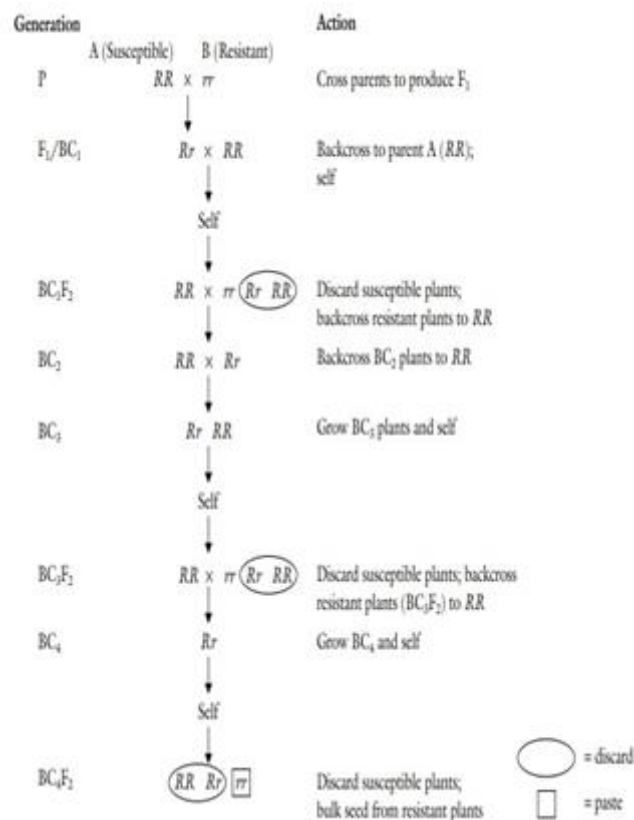 Generation Action
A (Susceptible) B (Resistant)
P RR × rr Cross parents to produce F₁
F₁/BC₁ Rr × RR Backcross to parent A (RR);
self
Self
BC₁F₂ RR × rr Rr RR Discard susceptible plants;
backcross resistant plants to RR
BC₂ RR × Rr Backcross BC₂ plants to RR
BC₃ Rr RR Grow BC₃ plants and self
Self
BC₃F₂ RR × rr Rr RR Discard susceptible plants; backcross
resistant plants (BC₃F₂) to RR
BC₄ Rr Grow BC₄ and self
Self
BC₄F₂ RR Rr rr Discard susceptible plants;
bulk seed from resistant plants
= discard
= paste